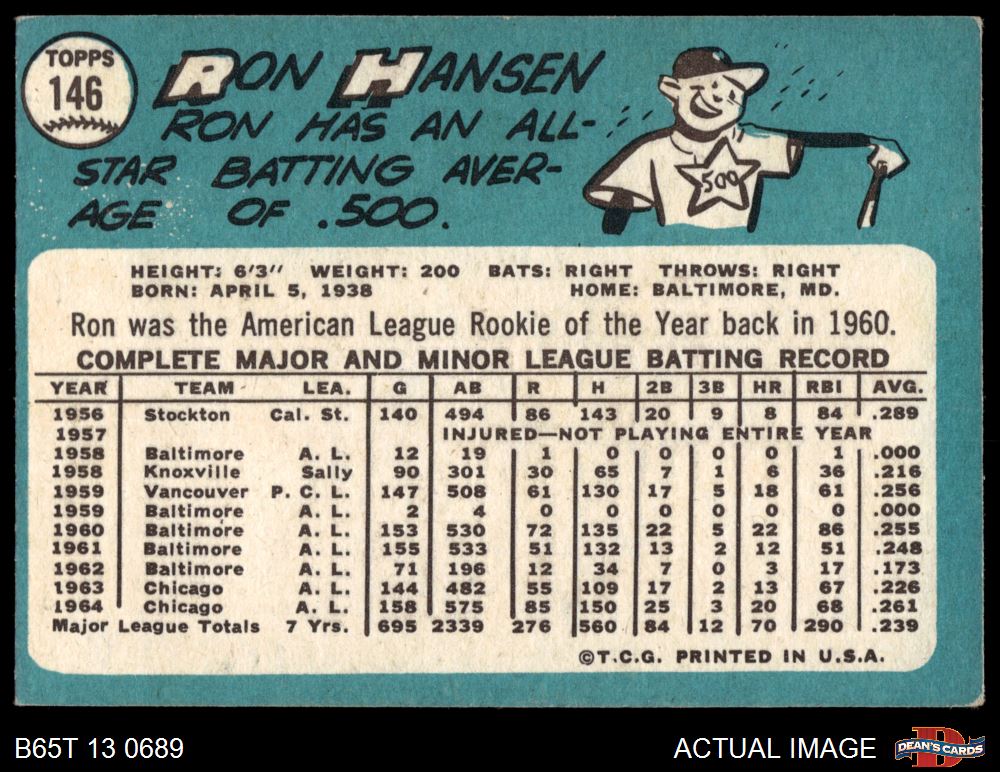 TOPPS
146
RON HANSEN
RON HAS AN ALL-
STAR BATTING AVER-
AGE OF .500.
500
HEIGHT: 6'3" WEIGHT: 200 BATS: RIGHT THROWS: RIGHT
BORN: APRIL 5, 1938 HOME: BALTIMORE, MD.
Ron was the American League Rookie of the Year back in 1960.
COMPLETE MAJOR AND MINOR LEAGUE BATTING RECORD
YEAR TEAM LEA. G AB R H 2B 3B HR RBI AVG.
1956 Stockton Cal. St. 140 494 86 143 20 9 8 84 .289
1957 INJURED—NOT PLAYING ENTIRE YEAR
1958 Baltimore A. L. 12 19 1 0 0 0 0 1 .000
1958 Knoxville Sally 90 301 30 65 7 1 6 36 .216
1959 Vancouver P. C. L. 147 508 61 130 17 5 18 61 .256
1959 Baltimore A. L. 2 4 0 0 0 0 0 0 .000
1960 Baltimore A. L. 153 530 72 135 22 5 22 86 .255
1961 Baltimore A. L. 155 533 51 132 13 2 12 51 .248
1962 Baltimore A. L. 71 196 12 34 7 0 3 17 .173
1963 Chicago A. L. 144 482 55 109 17 2 13 67 .226
1964 Chicago A. L. 158 575 85 150 25 3 20 68 .261
Major League Totals 7 Yrs. 695 2339 276 560 84 12 70 290 .239
©T.C.G. PRINTED IN U.S.A.
B65T 13 0689 ACTUAL IMAGE D DEAN'S CARDS